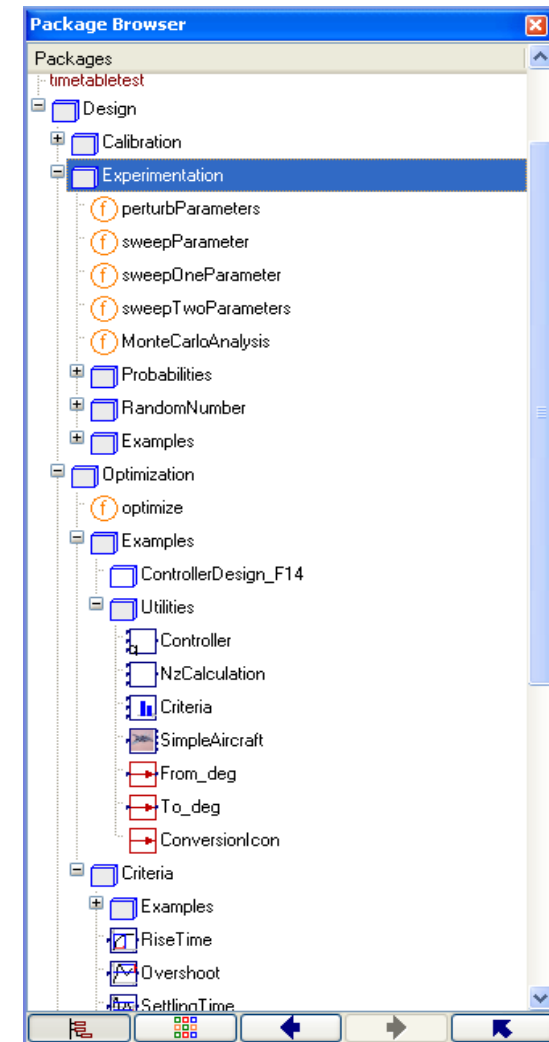 Package Browser
Packages
timetabletest
Design
Calibration
Experimentation
perturbParameters
sweepParameter
sweepOneParameter
sweepTwoParameters
MonteCarloAnalysis
Probabilities
RandomNumber
Examples
Optimization
optimize
Examples
ControllerDesign_F14
Utilities
Controller
NzCalculation
Criteria
SimpleAircraft
From_deg
To_deg
ConversionIcon
Criteria
Examples
RiseTime
Overshoot
SettlingTime